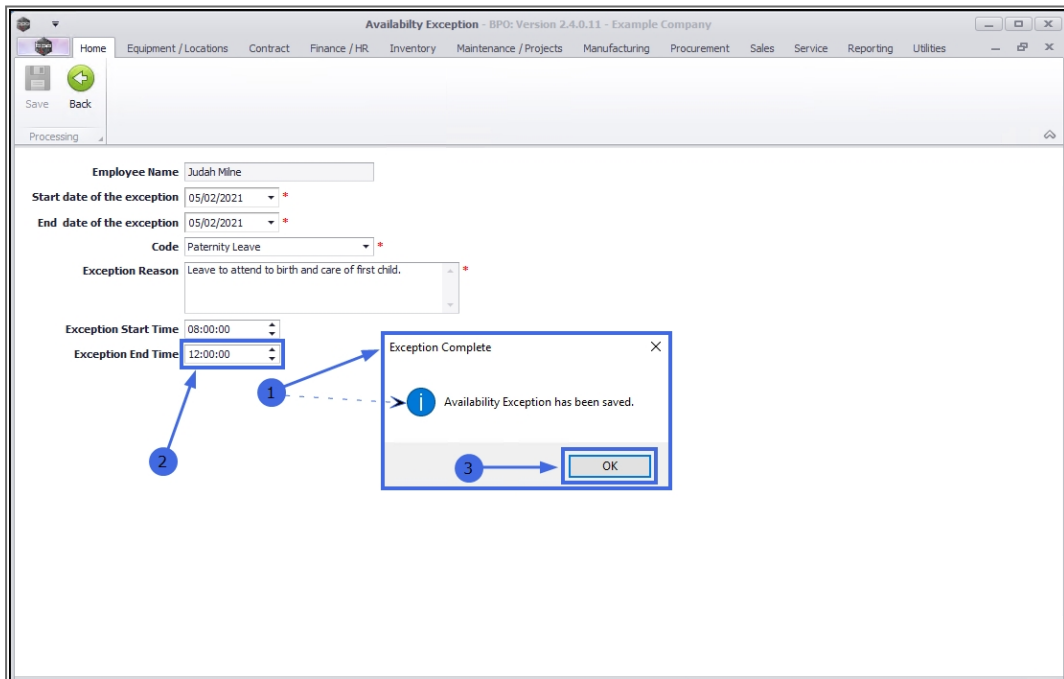 Availabilty Exception - BPO: Version 2.4.0.11 - Example Company
Home Equipment / Locations Contract Finance / HR Inventory Maintenance / Projects Manufacturing Procurement Sales Service Reporting Utilities
Save Back
Processing
Employee Name Judah Milne
Start date of the exception 05/02/2021 *
End date of the exception 05/02/2021 *
Code Paternity Leave *
Exception Reason Leave to attend to birth and care of first child. *
Exception Start Time 08:00:00
Exception End Time 12:00:00
Exception Complete
1
i Availability Exception has been saved.
2
3 OK